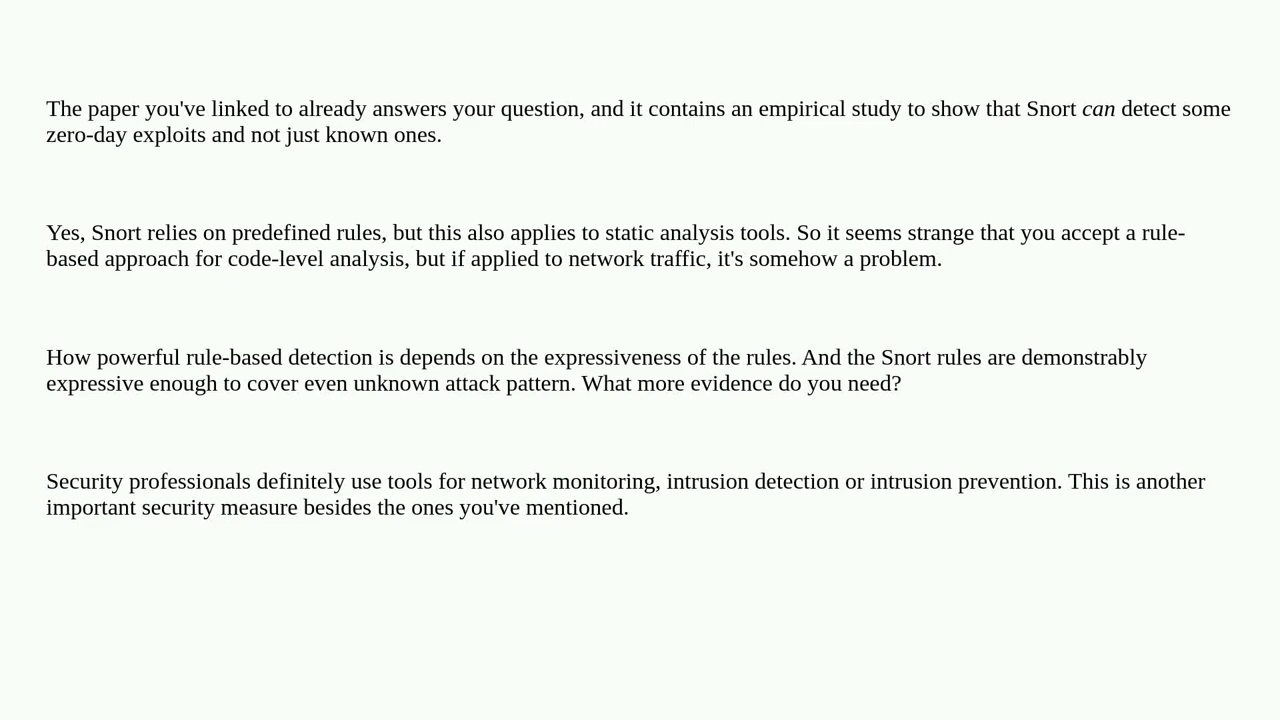 The paper you've linked to already answers your question, and it contains an empirical study to show that Snort can detect some
zero-day exploits and not just known ones.
Yes, Snort relies on predefined rules, but this also applies to static analysis tools. So it seems strange that you accept a rule-
based approach for code-level analysis, but if applied to network traffic, it's somehow a problem.
How powerful rule-based detection is depends on the expressiveness of the rules. And the Snort rules are demonstrably
expressive enough to cover even unknown attack pattern. What more evidence do you need?
Security professionals definitely use tools for network monitoring, intrusion detection or intrusion prevention. This is another
important security measure besides the ones you've mentioned.